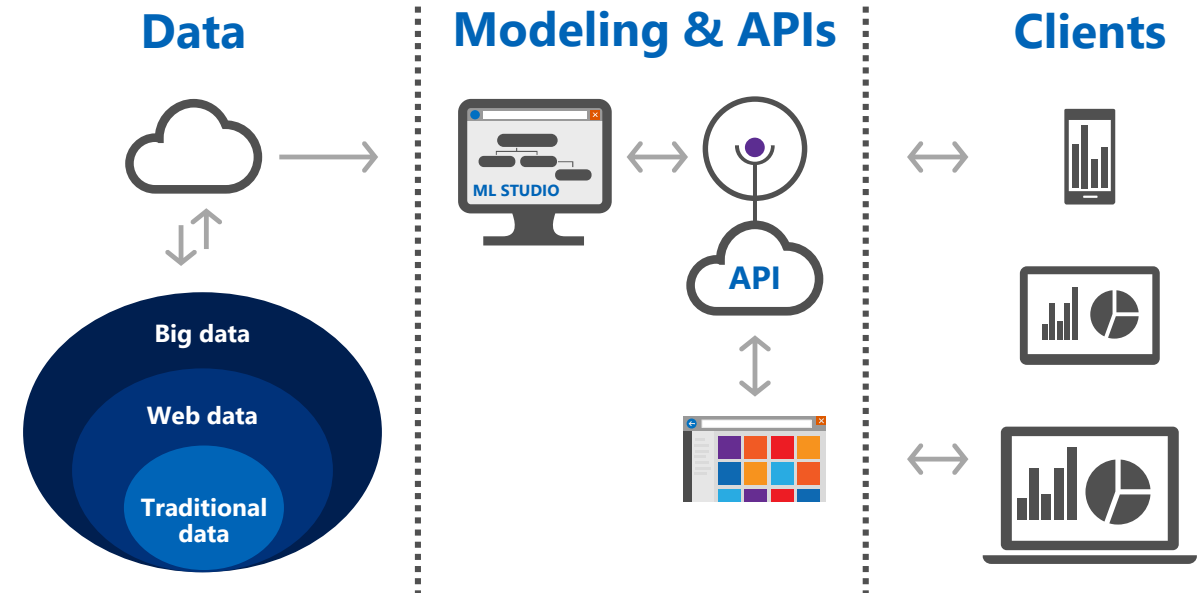 Data
Modeling & APIs
Clients
ML STUDIO
API
Big data
Web data
Traditional
data